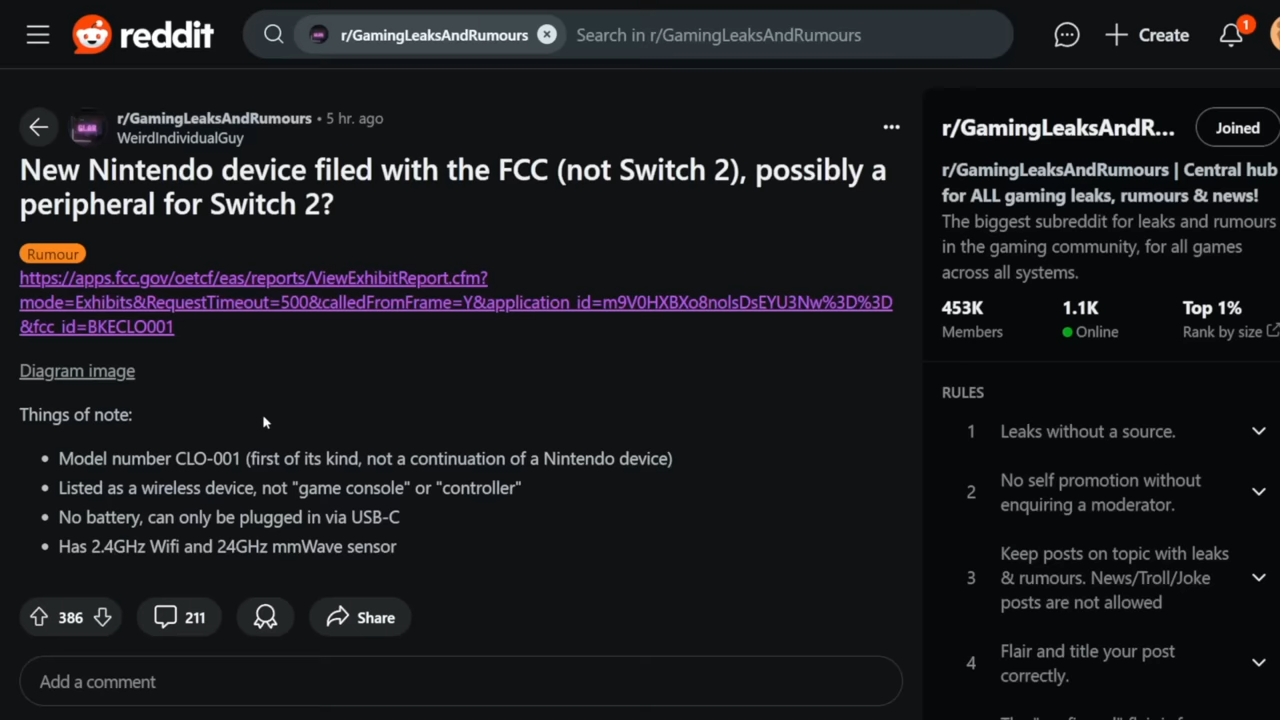 reddit
r/GamingLeaksAndRumours
Search in r/GamingLeaksAndRumours
Create
1
r/GamingLeaksAndRumours • 5 hr. ago
WeirdIndividualGuy
New Nintendo device filed with the FCC (not Switch 2), possibly a
peripheral for Switch 2?
Rumour
https://apps.fcc.gov/oetcf/eas/reports/ViewExhibitReport.cfm?
mode=Exhibits&RequestTimeout=500&calledFromFrame=Y&application_id=m9V0HXBXo8nolsDsEYU3Nw%3D%3D
&fcc_id=BKECLO001
Diagram image
Things of note:
• Model number CLO-001 (first of its kind, not a continuation of a Nintendo device)
• Listed as a wireless device, not "game console" or "controller"
• No battery, can only be plugged in via USB-C
• Has 2.4GHz Wifi and 24GHz mmWave sensor
386
211
Share
Add a comment
r/GamingLeaksAndR...
Joined
r/GamingLeaksAndRumours | Central hub
for ALL gaming leaks, rumours & news!
The biggest subreddit for leaks and rumours
in the gaming community, for all games
across all systems.
453K 1.1K Top 1%
Members Online Rank by size
RULES
1 Leaks without a source.
2 No self promotion without
enquiring a moderator.
3 Keep posts on topic with leaks
& rumours. News/Troll/Joke
posts are not allowed
4 Flair and title your post
correctly.